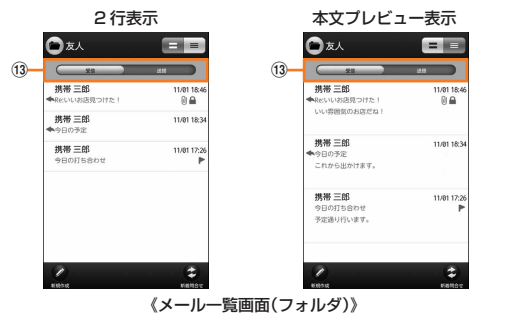 2行表示
友人
⑬
受信 送信
携帯 三郎 11/01 18:46
Re:いいお店見つけた！
携帯 三郎 11/01 18:34
今日の予定
携帯 三郎 11/01 17:26
今日の打ち合わせ
新規作成 新着問合せ
本文プレビュー表示
友人
⑬
受信 送信
携帯 三郎 11/01 18:46
Re:いいお店見つけた！
いい雰囲気のお店だね！
携帯 三郎 11/01 18:34
今日の予定
これから出かけます。
携帯 三郎 11/01 17:26
今日の打ち合わせ
予定通り行います。
新規作成 新着問合せ
《メール一覧画面（フォルダ）》